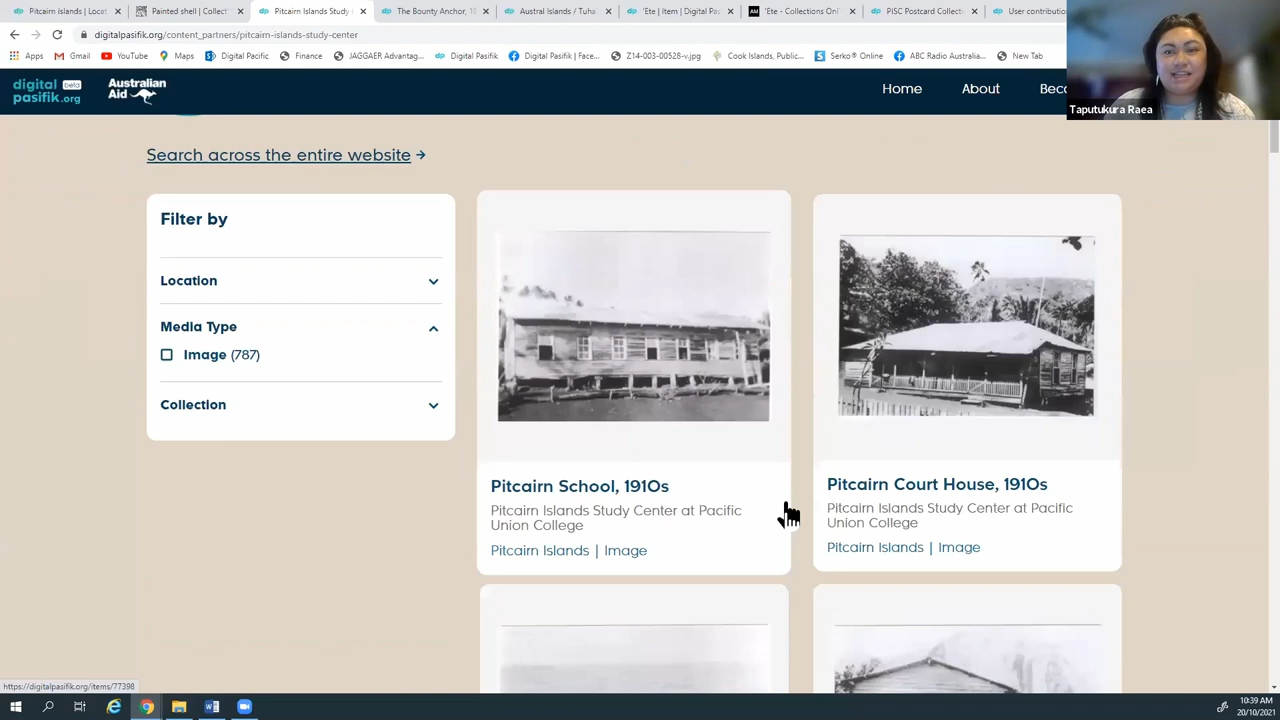 Pitcairn Islands | Locat
Painted shell | Collect
Pitcairn Islands Study
The Bounty Anchor, 1
Austral Islands / Tuha
'Ete | Item | Digital Pa
'Ete - Collections Onl
PISC Postcard Collecti
User contributio
digitalpasifik.org/content_partners/pitcairn-islands-study-center
Apps
Gmail
YouTube
Maps
Digital Pacific
Finance
JAGGAER Advantag...
Digital Pasifik
Digital Pasifik | Face...
Z14-003-00528-v.jpg
Cook Islands, Public...
Serko® Online
ABC Radio Australia...
New Tab
Taputukura Raea
digital beta
pasifik.org
Australian
Aid
Home
About
Beco
Search across the entire website →
Filter by
Location
Media Type
Image (787)
Collection
Pitcairn School, 1910s
Pitcairn Islands Study Center at Pacific
Union College
Pitcairn Islands | Image
Pitcairn Court House, 1910s
Pitcairn Islands Study Center at Pacific
Union College
Pitcairn Islands | Image
https://digitalpasifik.org/items/77398
10:39 AM
20/10/2021